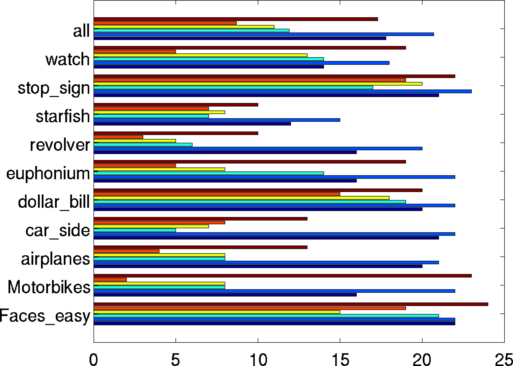 all
watch
stop_sign
starfish
revolver
euphonium
dollar_bill
car_side
airplanes
Motorbikes
Faces_easy
0 5 10 15 20 25